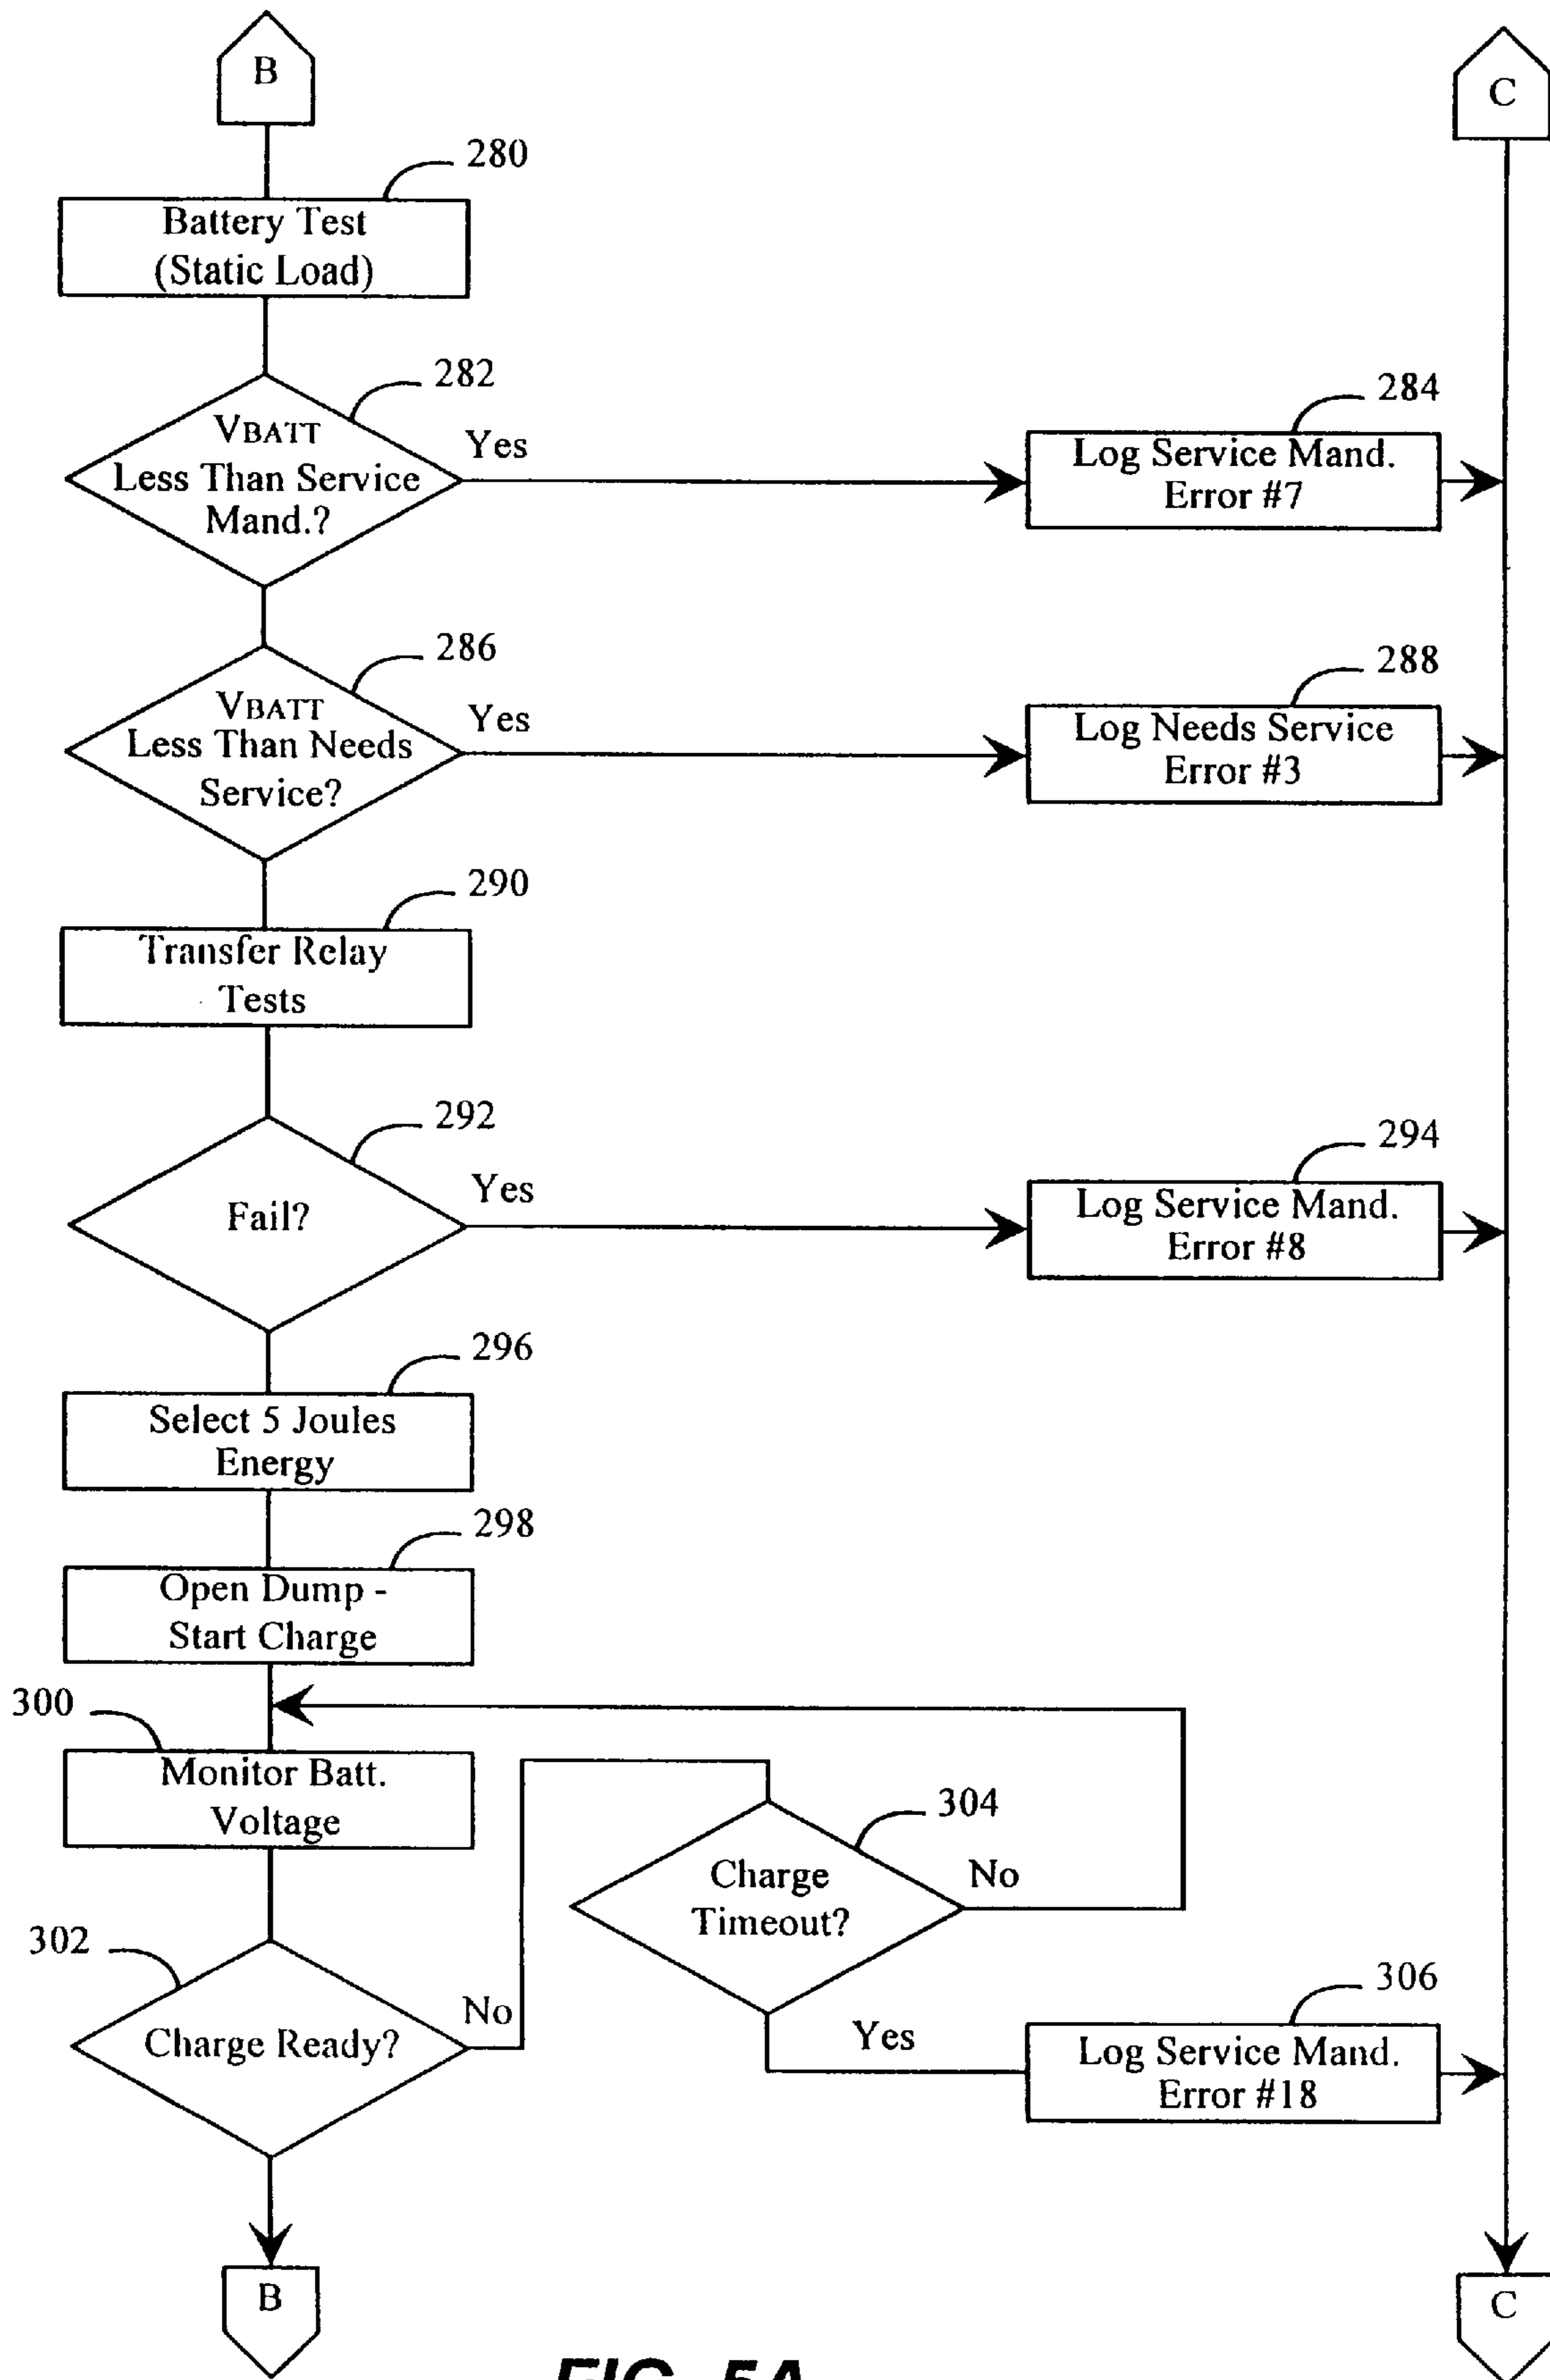 B
C
280
Battery Test
(Static Load)
282
VBATT
Less Than Service
Mand.?
Yes
284
Log Service Mand.
Error #7
286
VBATT
Less Than Needs
Service?
Yes
288
Log Needs Service
Error #3
290
Transfer Relay
Tests
292
Fail?
Yes
294
Log Service Mand.
Error #8
296
Select 5 Joules
Energy
298
Open Dump -
Start Charge
300
Monitor Batt.
Voltage
304
Charge
Timeout?
No
302
Charge Ready?
No
Yes
306
Log Service Mand.
Error #18
B
C
FIG. 5A